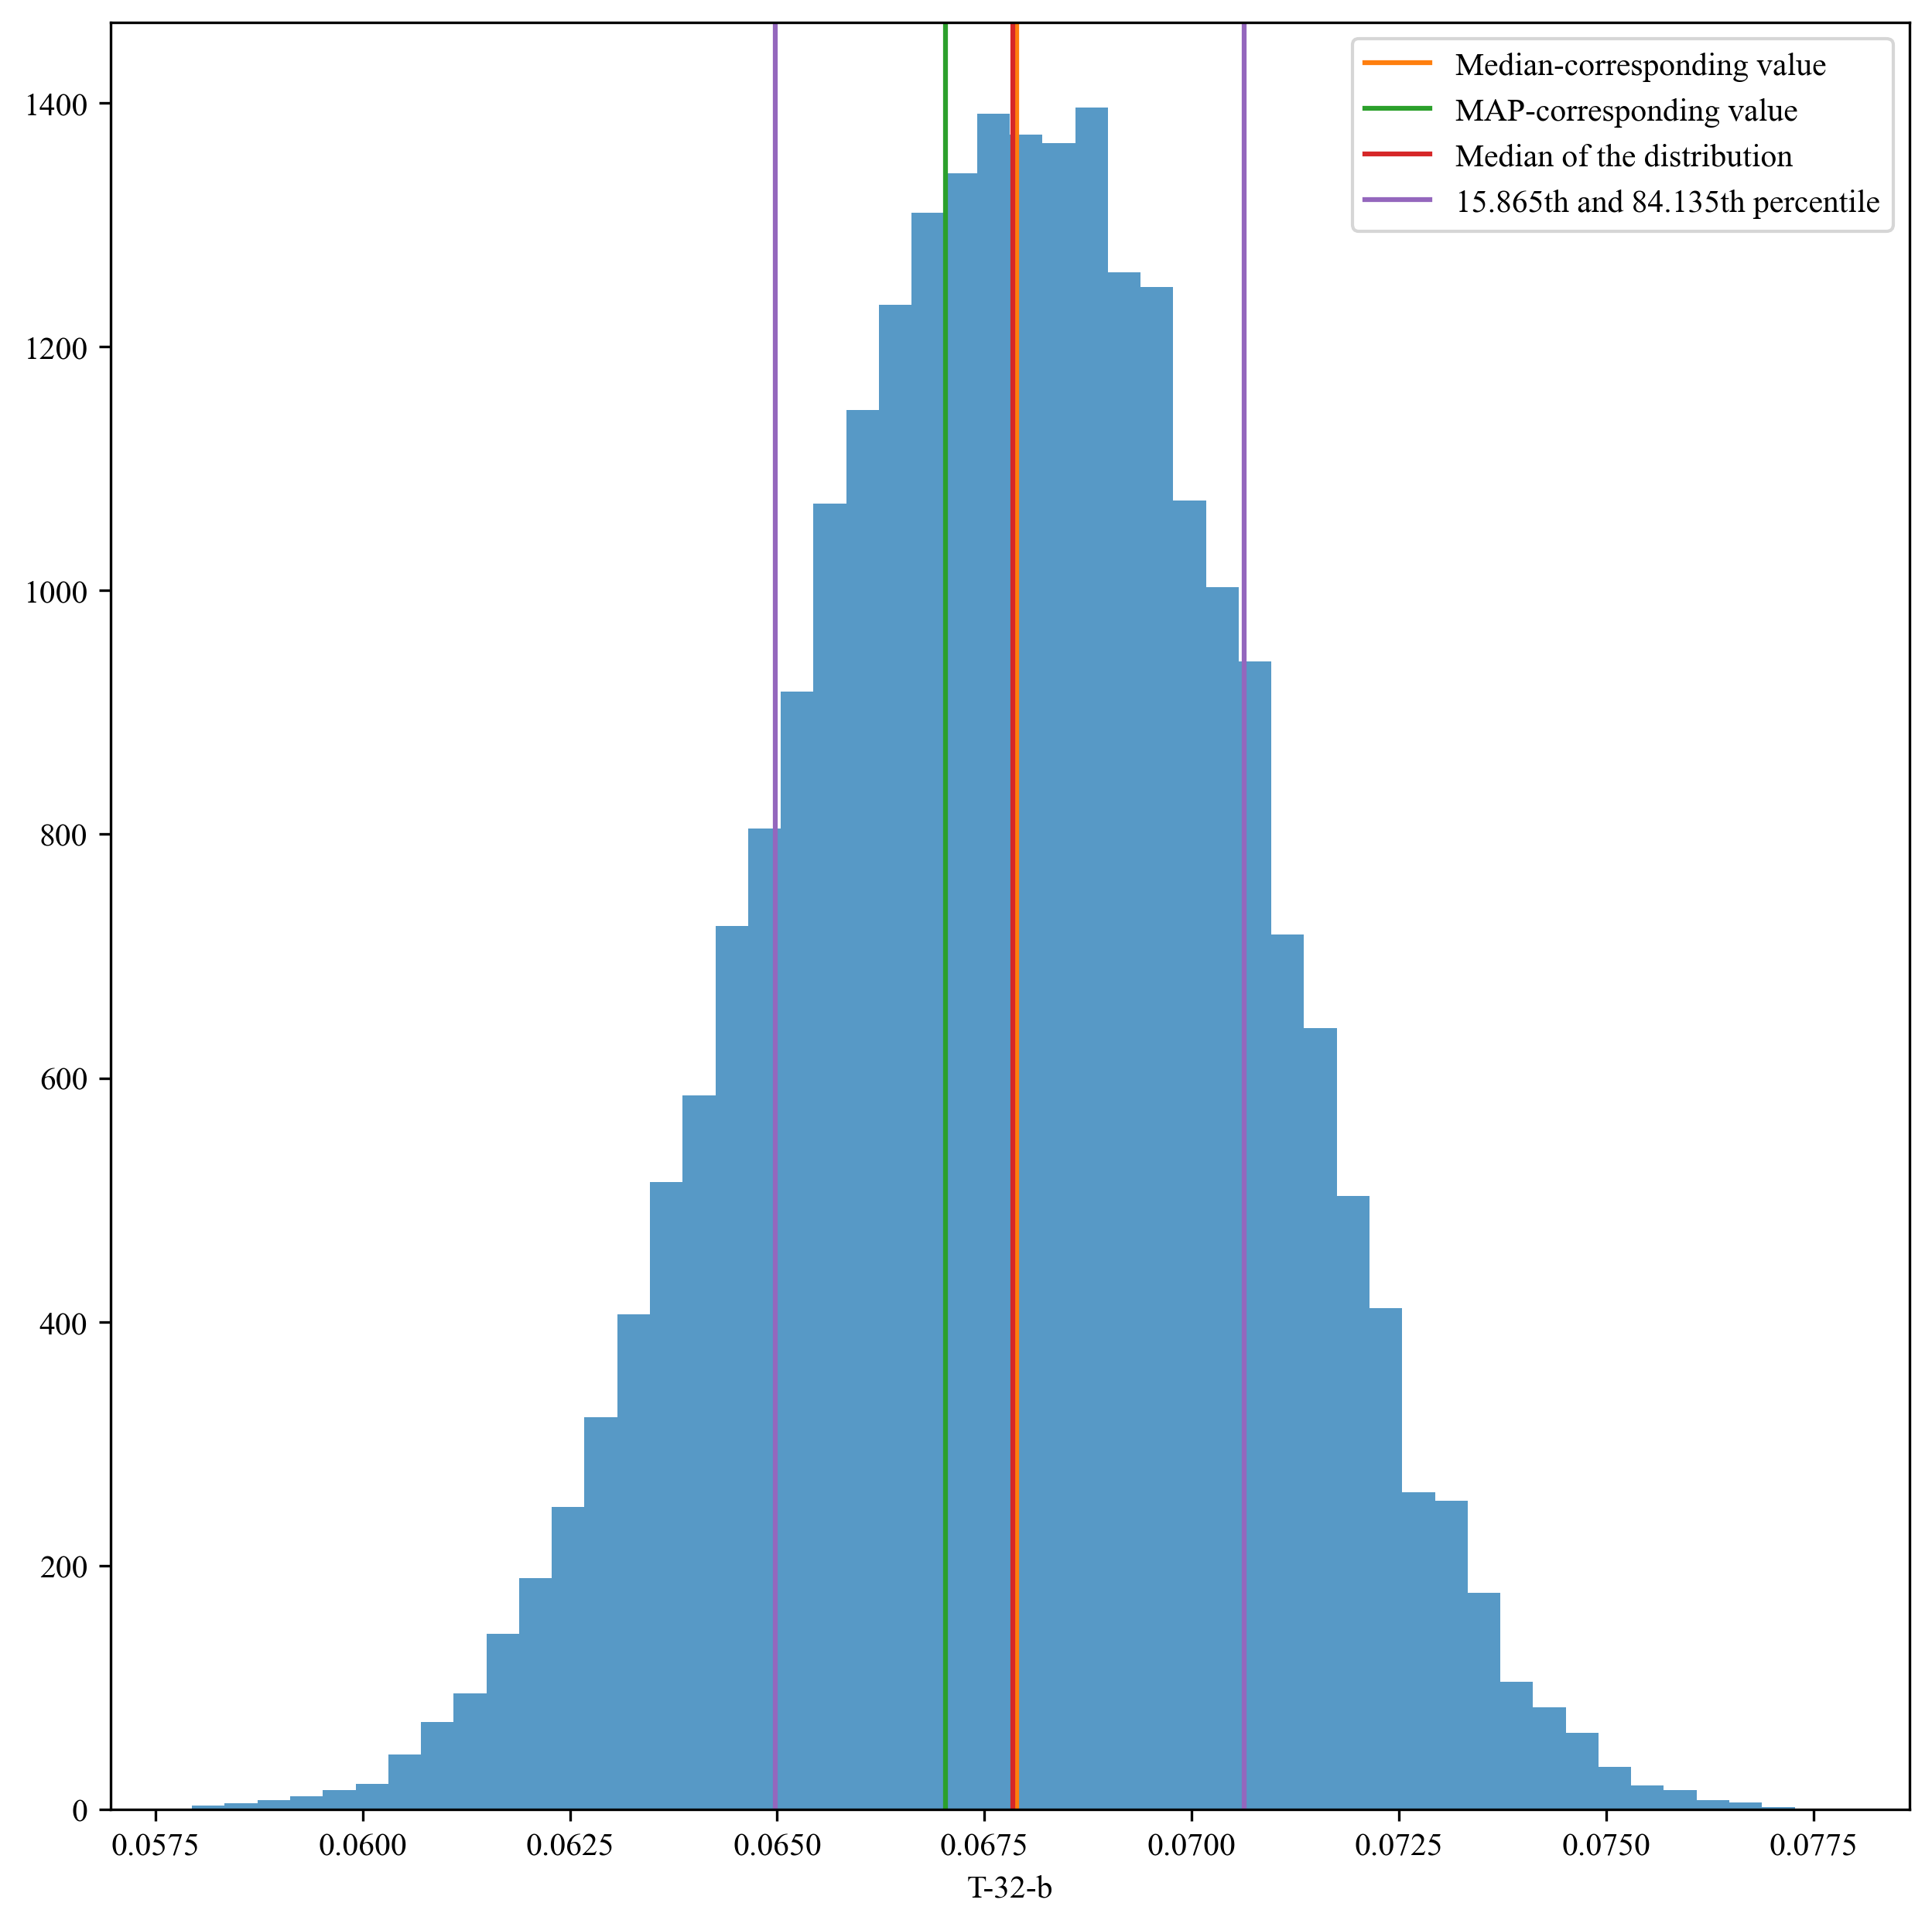 Median-corresponding value
MAP-corresponding value
Median of the distribution
15.865th and 84.135th percentile
1400
1200
1000
800
600
400
200
0
0.0575 0.0600 0.0625 0.0650 0.0675 0.0700 0.0725 0.0750 0.0775
T-32-b